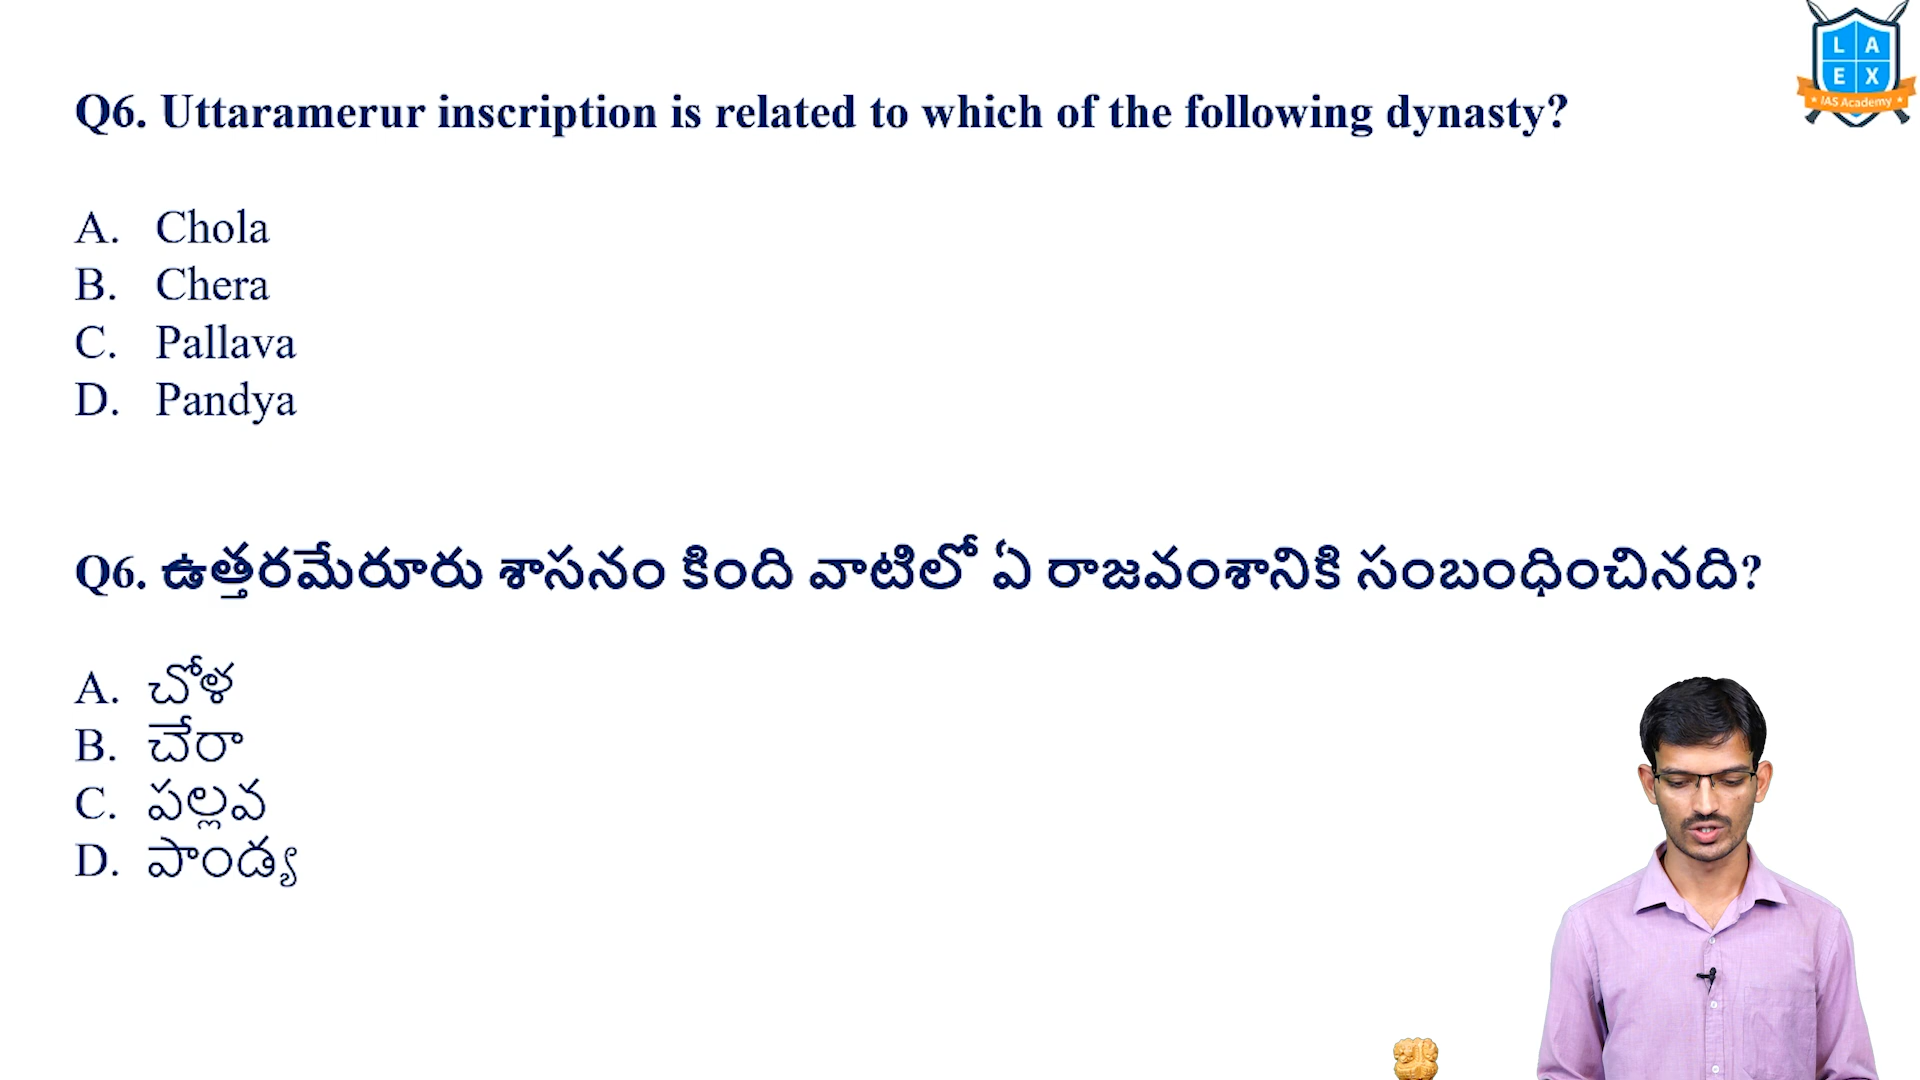 L A
E X
IAS Academy
Q6. Uttaramerur inscription is related to which of the following dynasty?
A. Chola
B. Chera
C. Pallava
D. Pandya
Q6. ఉత్తరమేరూరు శాసనం కింది వాటిలో ఏ రాజవంశానికి సంబంధించినది?
A. చోళ
B. చేరా
C. పల్లవ
D. పాండ్య